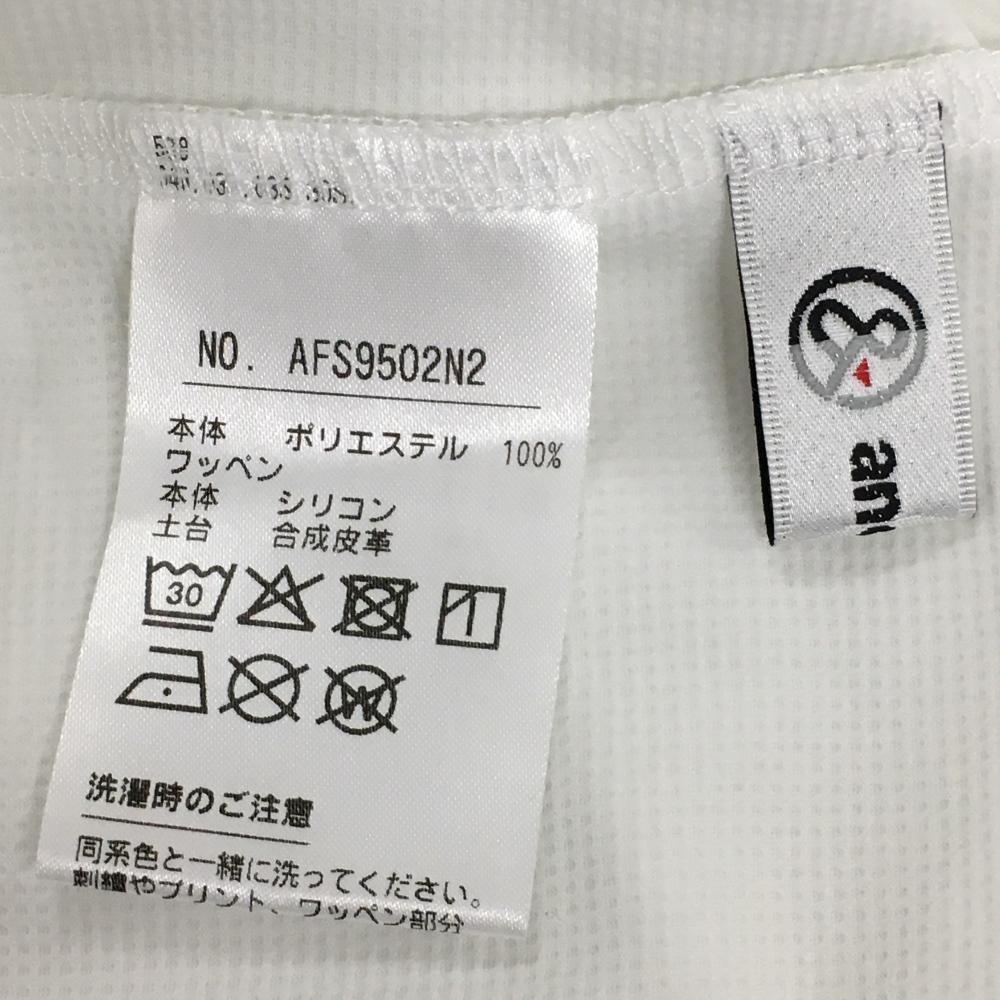 NO. AFS9502N2
本体 ポリエステル 100%
ワッペン
本体 シリコン
土台 合成皮革
30
W
洗濯時のご注意
同系色と一緒に洗ってください。
刺繍やプリント、ワッペン部分
an